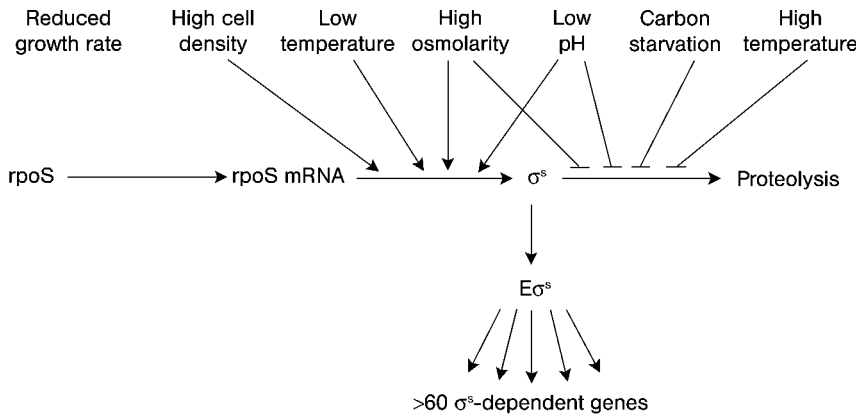 Reduced growth rate
High cell density
Low temperature
High osmolarity
Low pH
Carbon starvation
High temperature
rpoS
rpoS mRNA
σˢ
Proteolysis
Eσˢ
>60 σˢ-dependent genes